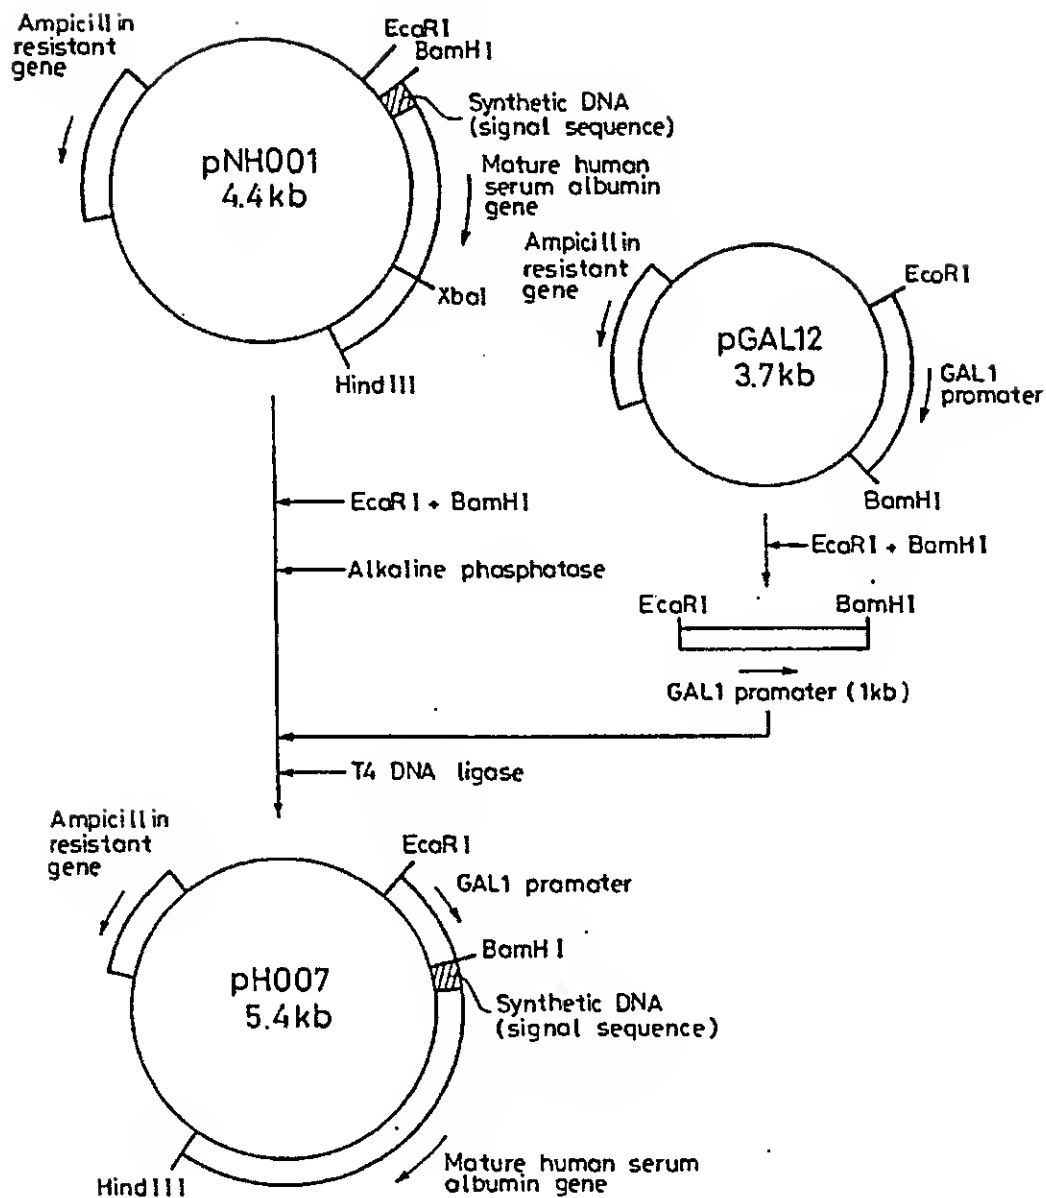 Ampicillin
resistant
gene
EcoRI
BamHI
Synthetic DNA
(signal sequence)
pNH001
4.4kb
Mature human
serum albumin
gene
XbaI
HindIII
Ampicillin
resistant
gene
EcoRI
pGAL12
3.7kb
GAL1
promater
BamHI
EcoRI + BamHI
Alkaline phosphatase
EcoRI + BamHI
EcoRI
BamHI
GAL1 promater (1kb)
T4 DNA ligase
Ampicillin
resistant
gene
EcoRI
GAL1 promater
BamHI
pH007
5.4kb
Synthetic DNA
(signal sequence)
HindIII
Mature human serum
albumin gene